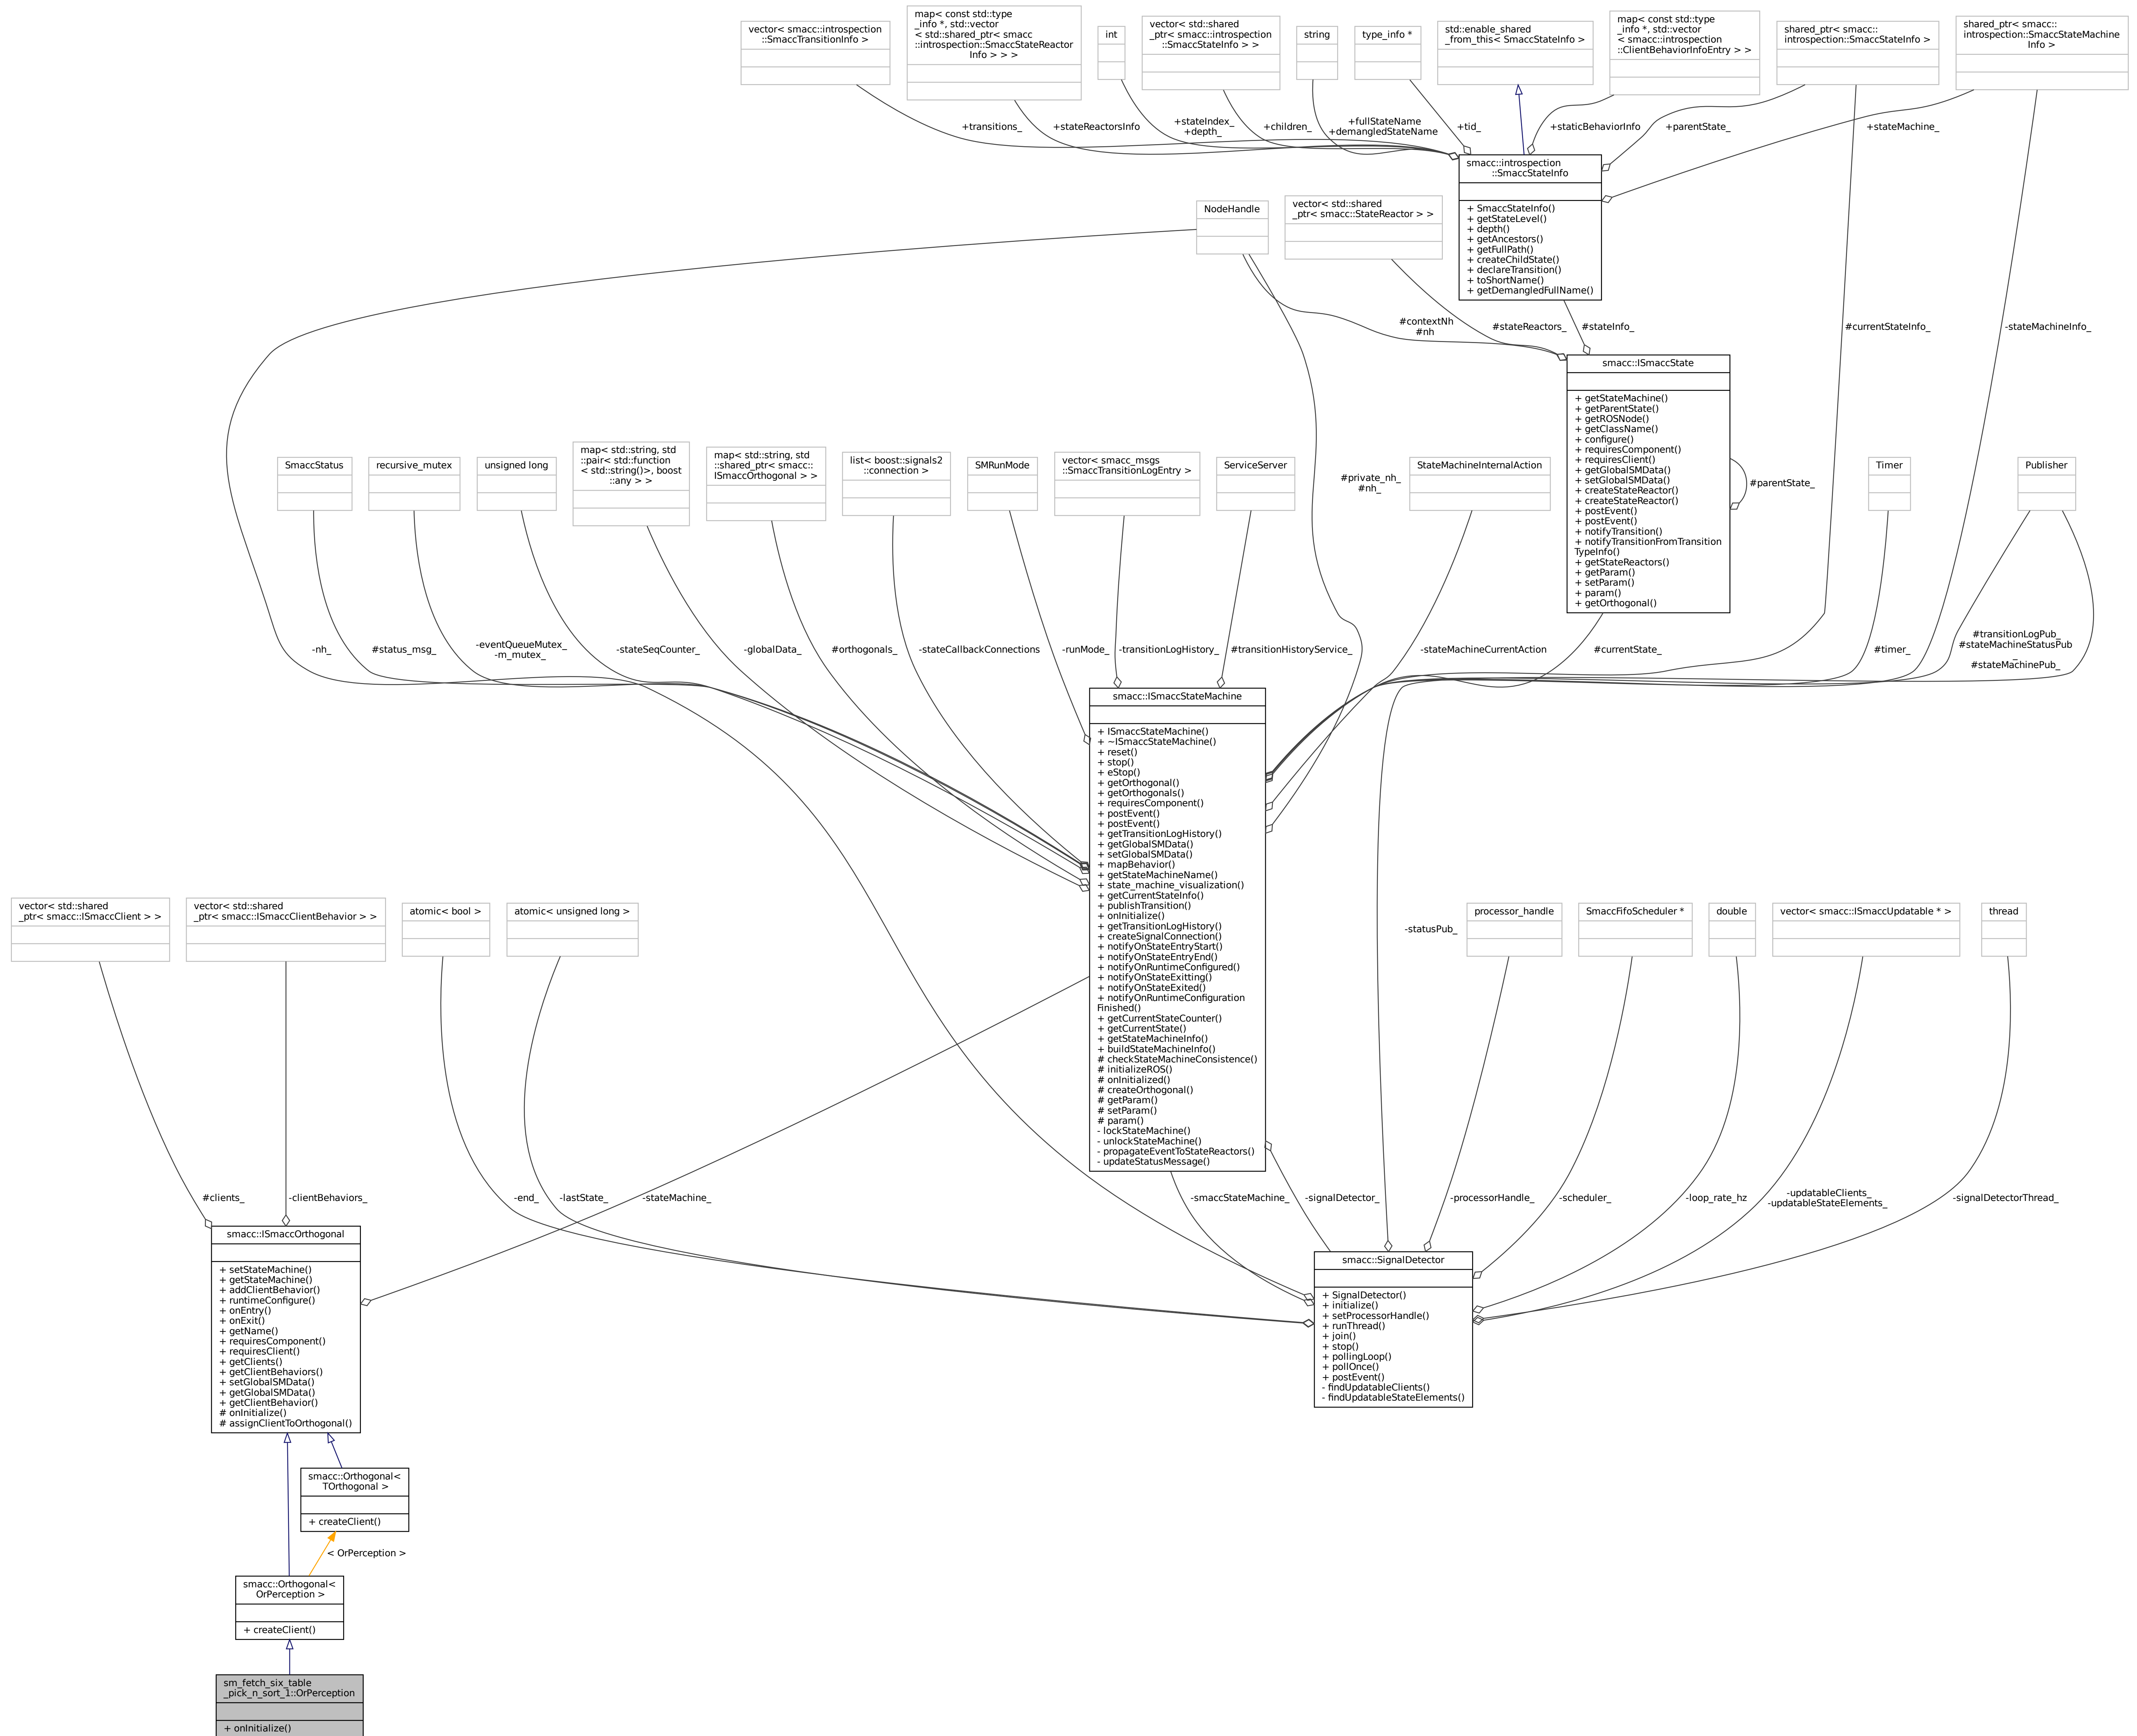 vector< smacc::introspection
::SmaccTransitionInfo >
map< const std::type
_info *, std::vector
< std::shared_ptr< smacc
::introspection::SmaccStateReactor
Info > > >
int
vector< std::shared
_ptr< smacc::introspection
::SmaccStateInfo > >
string
type_info *
std::enable_shared
_from_this< SmaccStateInfo >
map< const std::type
_info *, std::vector
< smacc::introspection
::ClientBehaviorInfoEntry > >
shared_ptr< smacc::
introspection::SmaccStateInfo >
shared_ptr< smacc::
introspection::SmaccStateMachine
Info >
+transitions_
+stateReactorsInfo
+stateIndex_
+depth_
+children_
+fullStateName
+demangledStateName
+tid_
+staticBehaviorInfo
+parentState_
+stateMachine_
smacc::introspection
::SmaccStateInfo
+ SmaccStateInfo()
+ getStateLevel()
+ depth()
+ getAncestors()
+ getFullPath()
+ createChildState()
+ declareTransition()
+ toShortName()
+ getDemangledFullName()
NodeHandle
vector< std::shared
_ptr< smacc::StateReactor > >
#contextNh
#nh
#stateReactors_
#stateInfo_
#currentStateInfo_
-stateMachineInfo_
smacc::ISmaccState
+ getStateMachine()
+ getParentState()
+ getROSNode()
+ getClassName()
+ configure()
+ requiresComponent()
+ requiresClient()
+ getGlobalSMData()
+ setGlobalSMData()
+ createStateReactor()
+ createStateReactor()
+ postEvent()
+ postEvent()
+ notifyTransition()
+ notifyTransitionFromTransition
TypeInfo()
+ getStateReactors()
+ getParam()
+ setParam()
+ param()
+ getOrthogonal()
#parentState_
SmaccStatus
recursive_mutex
unsigned long
map< std::string, std
::pair< std::function
< std::string()>, boost
::any > >
map< std::string, std
::shared_ptr< smacc::
ISmaccOrthogonal > >
list< boost::signals2
::connection >
SMRunMode
vector< smacc_msgs
::SmaccTransitionLogEntry >
ServiceServer
#private_nh_
#nh_
StateMachineInternalAction
Timer
Publisher
-nh_
#status_msg_
-eventQueueMutex_
-m_mutex_
-stateSeqCounter_
-globalData_
#orthogonals_
-stateCallbackConnections
-runMode_
-transitionLogHistory_
#transitionHistoryService_
-stateMachineCurrentAction
#currentState_
#timer_
#transitionLogPub_
#stateMachineStatusPub
_
#stateMachinePub_
smacc::ISmaccStateMachine
+ ISmaccStateMachine()
+ ~ISmaccStateMachine()
+ reset()
+ stop()
+ eStop()
+ getOrthogonal()
+ getOrthogonals()
+ requiresComponent()
+ postEvent()
+ postEvent()
+ getTransitionLogHistory()
+ getGlobalSMData()
+ setGlobalSMData()
+ mapBehavior()
+ getStateMachineName()
+ state_machine_visualization()
+ getCurrentStateInfo()
+ publishTransition()
+ onInitialize()
+ getTransitionLogHistory()
+ createSignalConnection()
+ notifyOnStateEntryStart()
+ notifyOnStateEntryEnd()
+ notifyOnRuntimeConfigured()
+ notifyOnStateExitting()
+ notifyOnStateExited()
+ notifyOnRuntimeConfiguration
Finished()
+ getCurrentStateCounter()
+ getCurrentState()
+ getStateMachineInfo()
+ buildStateMachineInfo()
# checkStateMachineConsistence()
# initializeROS()
# onInitialized()
# createOrthogonal()
# getParam()
# setParam()
# param()
- lockStateMachine()
- unlockStateMachine()
- propagateEventToStateReactors()
- updateStatusMessage()
vector< std::shared
_ptr< smacc::ISmaccClient > >
vector< std::shared
_ptr< smacc::ISmaccClientBehavior > >
atomic< bool >
atomic< unsigned long >
-statusPub_
processor_handle
SmaccFifoScheduler *
double
vector< smacc::ISmaccUpdatable * >
thread
#clients_
-clientBehaviors_
-end_
-lastState_
-stateMachine_
-smaccStateMachine_
-signalDetector_
-processorHandle_
-scheduler_
-loop_rate_hz
-updatableClients_
-updatableStateElements_
-signalDetectorThread_
smacc::ISmaccOrthogonal
+ setStateMachine()
+ getStateMachine()
+ addClientBehavior()
+ runtimeConfigure()
+ onEntry()
+ onExit()
+ getName()
+ requiresComponent()
+ requiresClient()
+ getClients()
+ getClientBehaviors()
+ setGlobalSMData()
+ getGlobalSMData()
+ getClientBehavior()
# onInitialize()
# assignClientToOrthogonal()
smacc::SignalDetector
+ SignalDetector()
+ initialize()
+ setProcessorHandle()
+ runThread()
+ join()
+ stop()
+ pollingLoop()
+ pollOnce()
+ postEvent()
- findUpdatableClients()
- findUpdatableStateElements()
smacc::Orthogonal<
TOrthogonal >
+ createClient()
< OrPerception >
smacc::Orthogonal<
OrPerception >
+ createClient()
sm_fetch_six_table
_pick_n_sort_1::OrPerception
+ onInitialize()